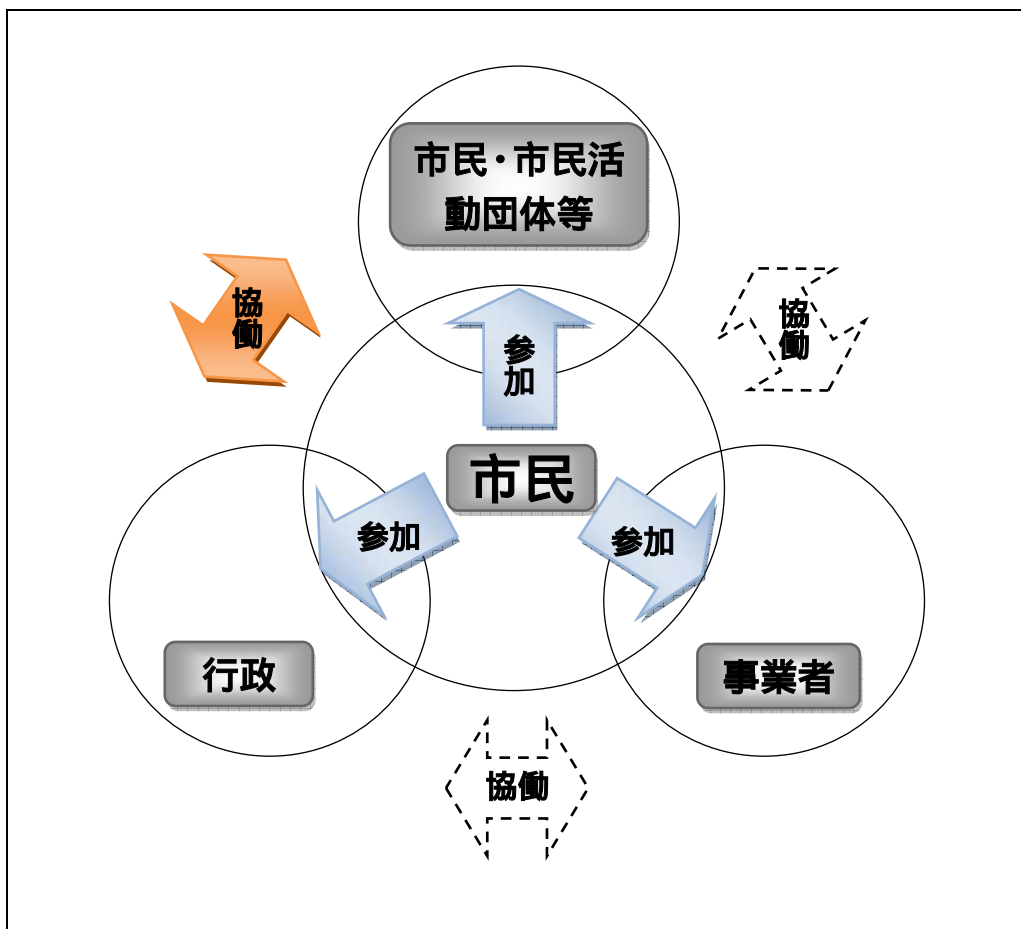 市民・市民活
動団体等
協
働
協
働
参
加
市民
参加
参加
行政
事業者
協働